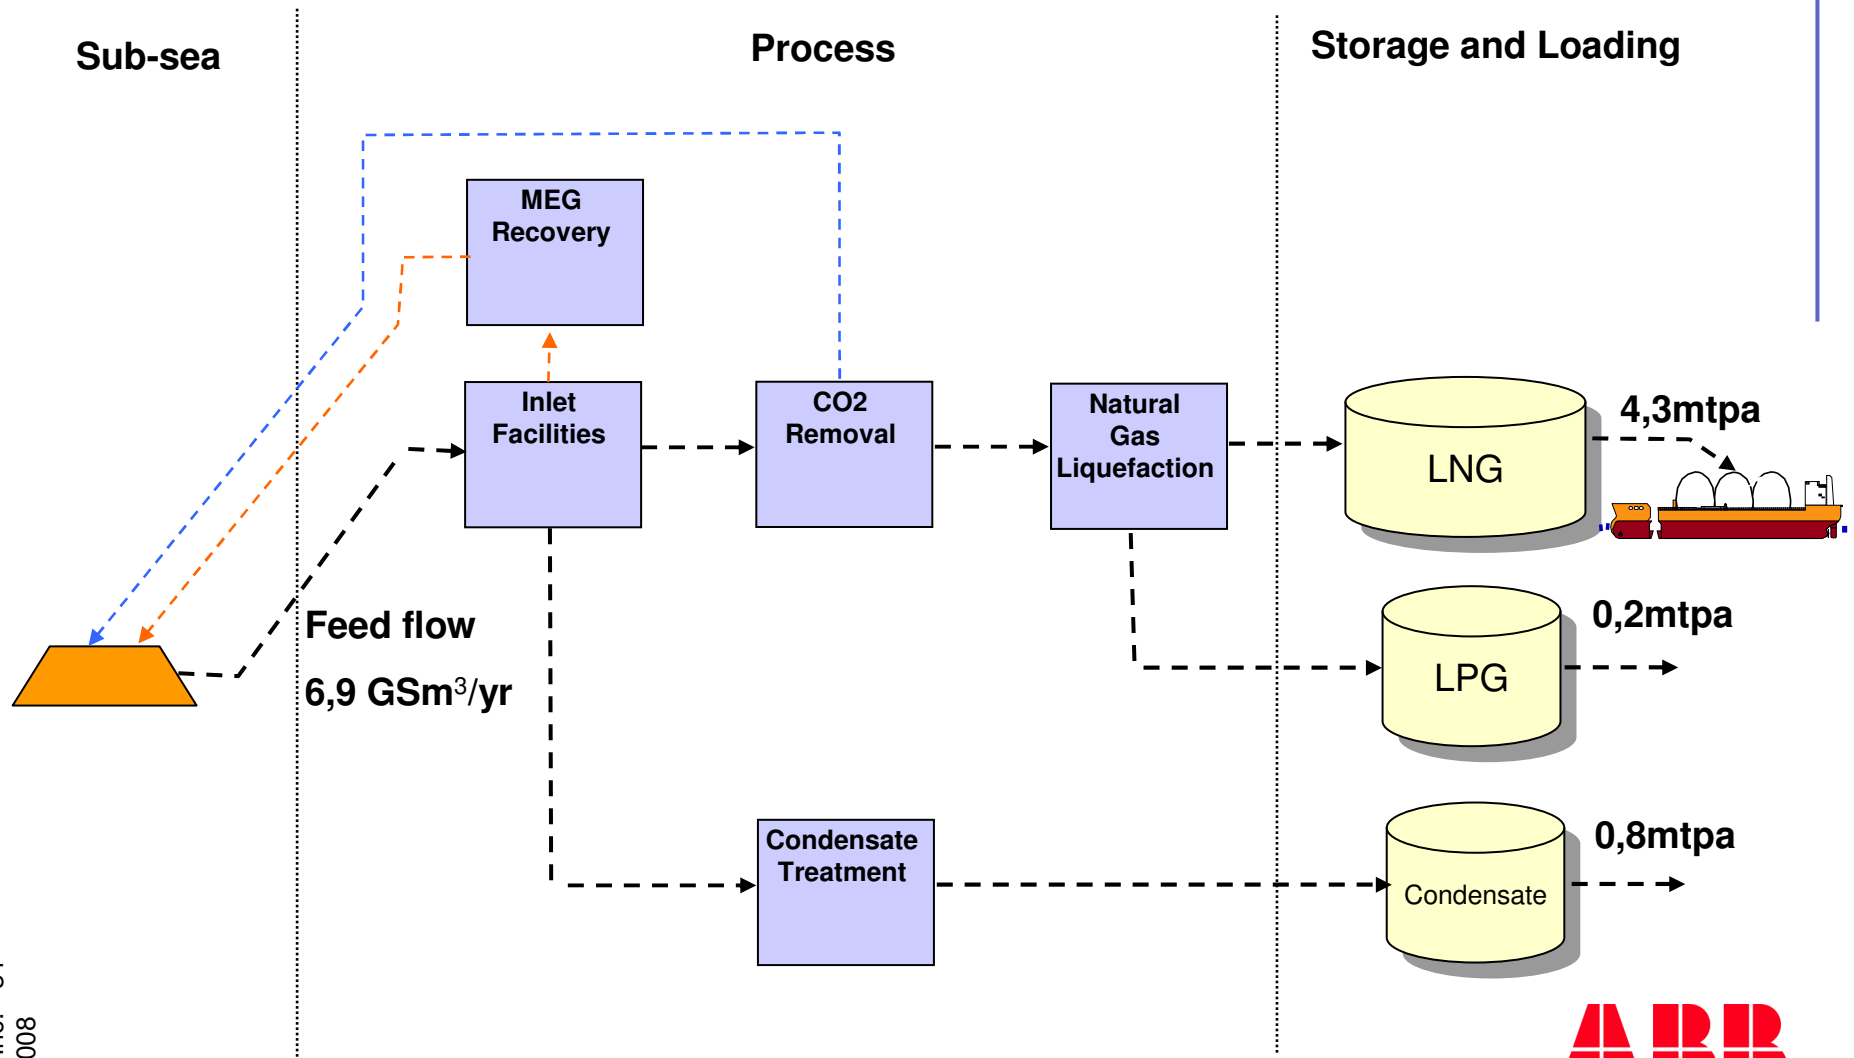 Sub-sea
Process
Storage and Loading
MEG
Recovery
Inlet
Facilities
CO2
Removal
Natural
Gas
Liquefaction
LNG
4,3mtpa
Feed flow
6,9 GSm³/yr
LPG
0,2mtpa
Condensate
Treatment
Condensate
0,8mtpa
008
ABB